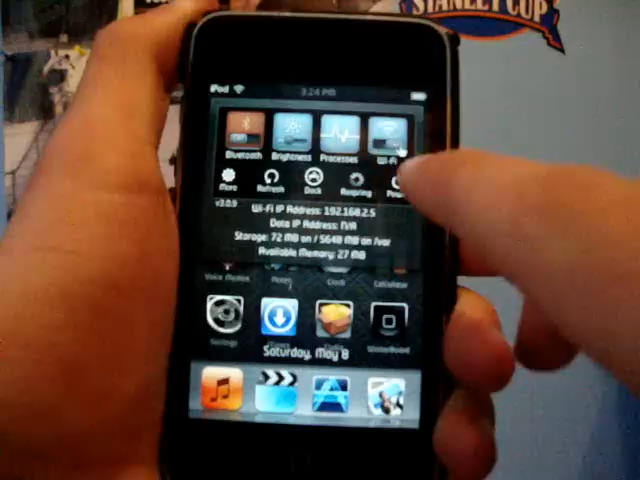 STANLEY CUP
iPod 3:24 PM
Bluetooth Brightness Processes Wi-Fi
More Refresh Dock Respring
v3.0.9 Wi-Fi IP Address: 192.168.2.5
Data IP Address: N/A
Storage: 72 MB on / 5648 MB on /var
Available Memory: 27 MB
Voice Memos Notes Clock Calculator
Settings WinterBoard
Saturday, May 8